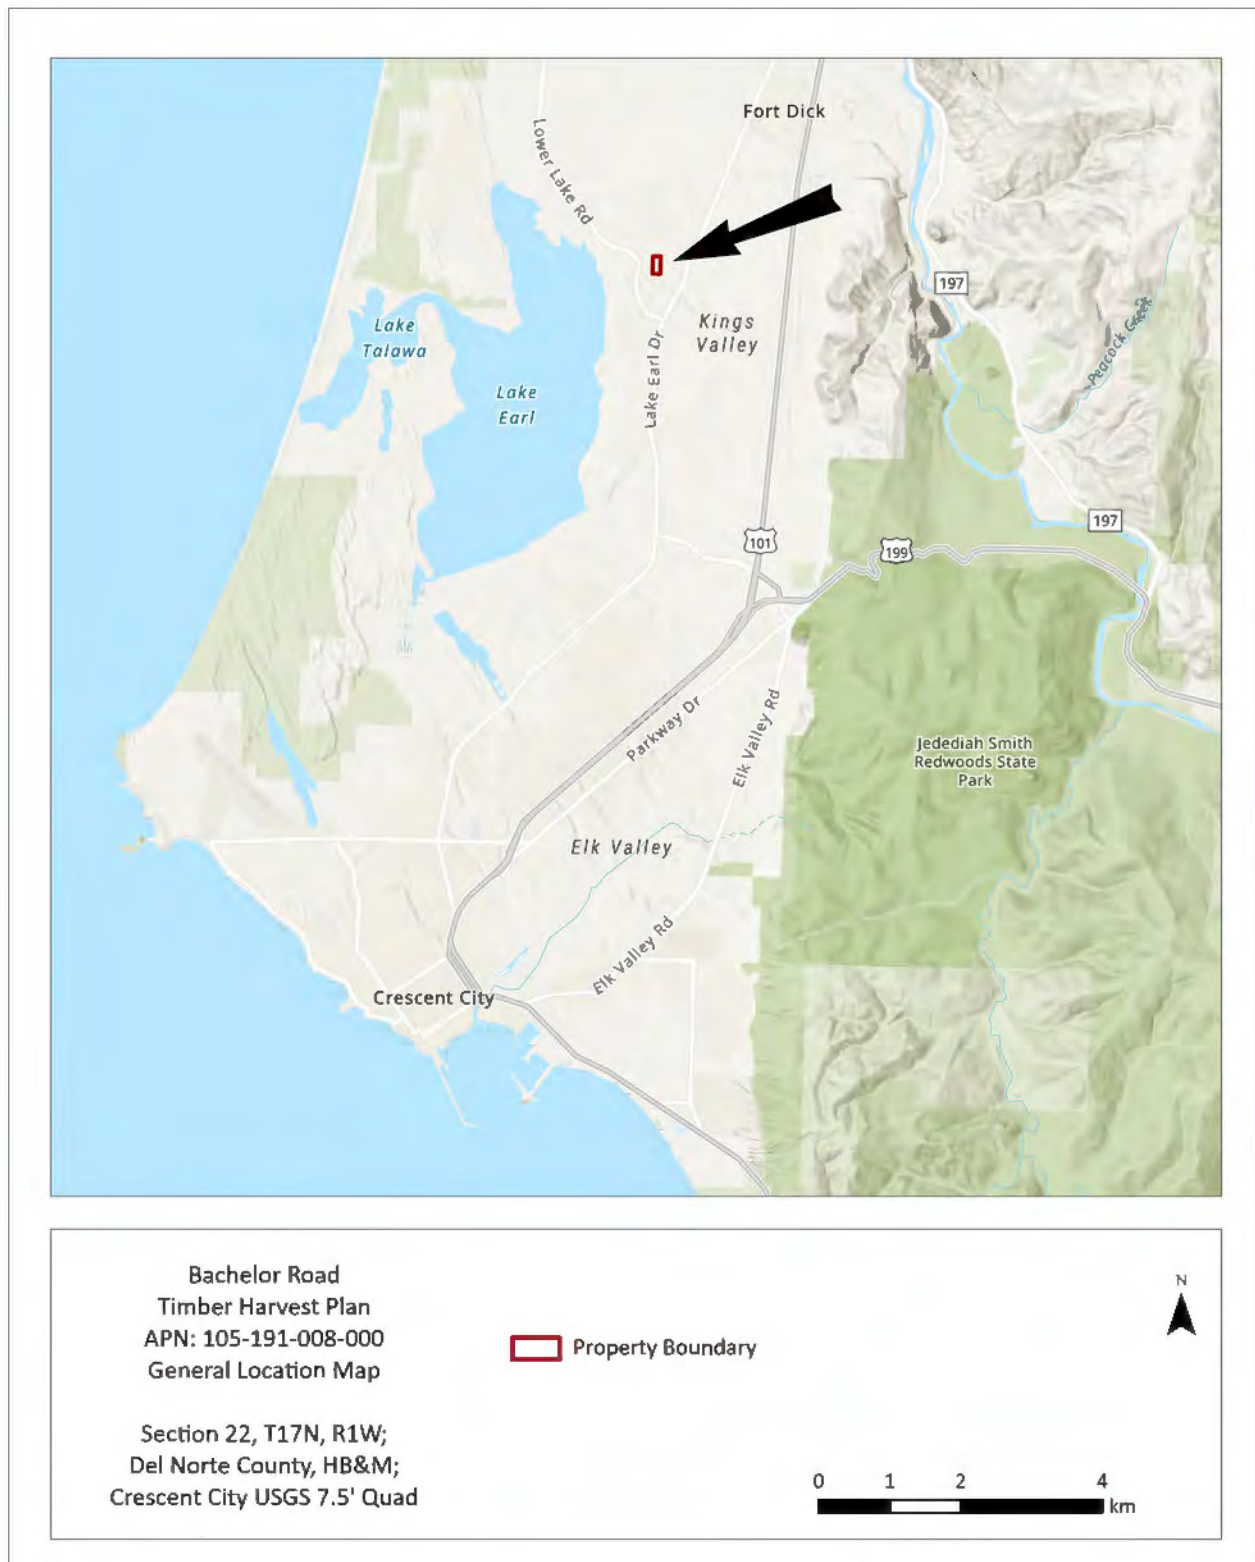 Fort Dick
Lower Lake Rd
197
Kings
Valley
Lake
Talawa
Peacock Creek
Lake
Earl
Lake Earl Dr
197
101
199
Parkway Dr
Elk Valley Rd
Jedediah Smith
Redwoods State
Park
Elk Valley
Elk Valley Rd
Crescent City
Bachelor Road
Timber Harvest Plan
APN: 105-191-008-000
General Location Map
Section 22, T17N, R1W;
Del Norte County, HB&M;
Crescent City USGS 7.5' Quad
Property Boundary
N
0 1 2 4
km